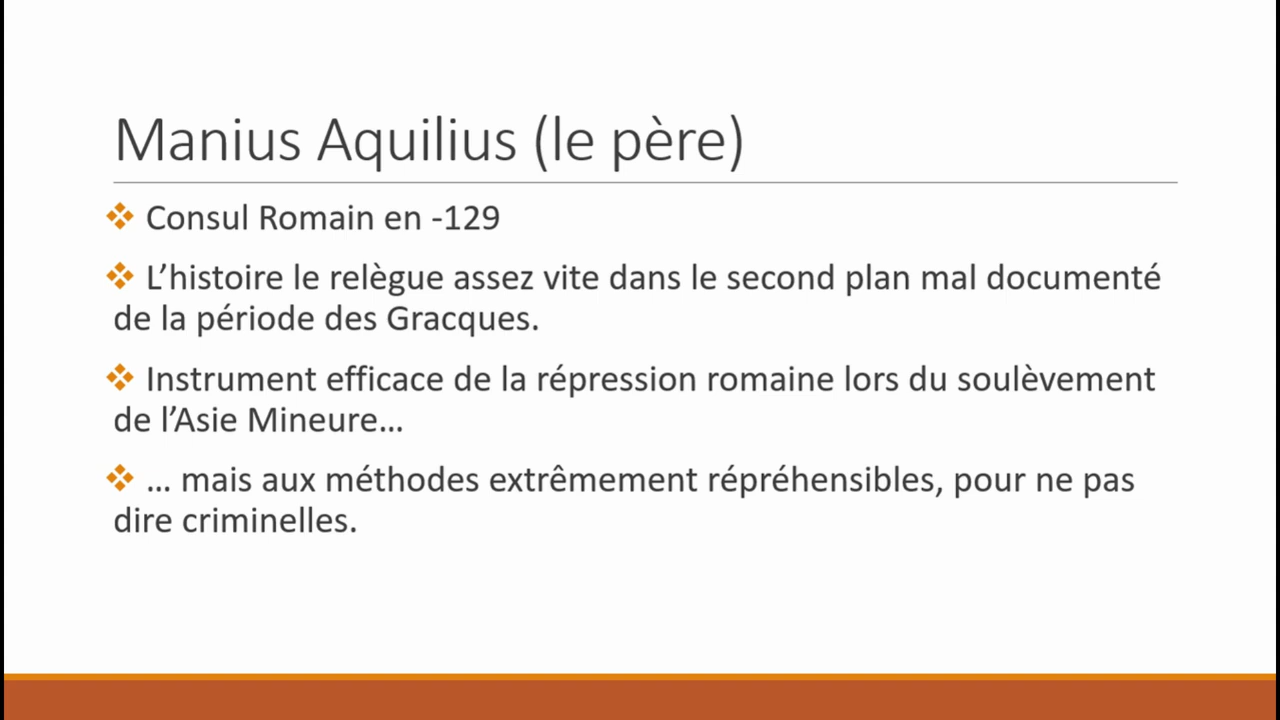 Manius Aquilius (le père)
Consul Romain en -129
L’histoire le relègue assez vite dans le second plan mal documenté
de la période des Gracques.
Instrument efficace de la répression romaine lors du soulèvement
de l’Asie Mineure…
… mais aux méthodes extrêmement répréhensibles, pour ne pas
dire criminelles.